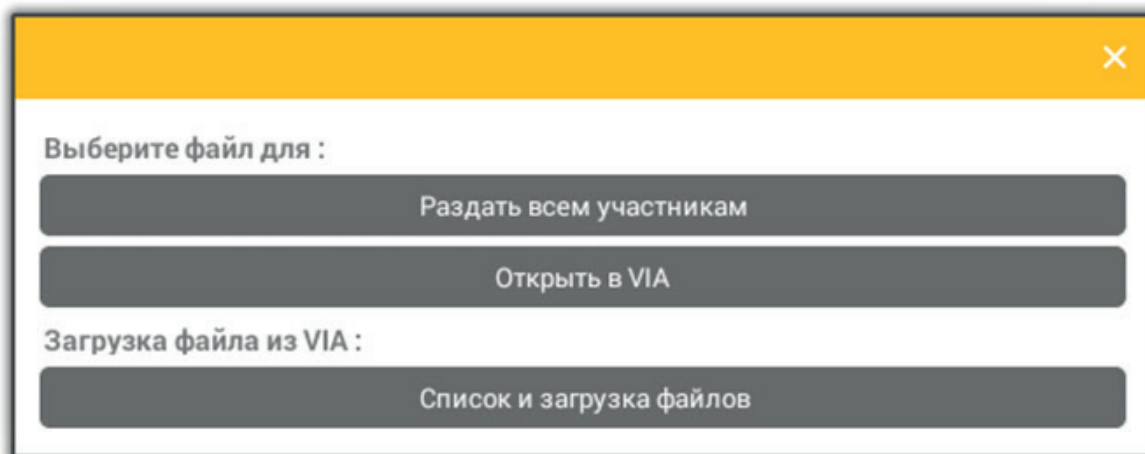 Выберите файл для :
Раздать всем участникам
Открыть в VIA
Загрузка файла из VIA :
Список и загрузка файлов